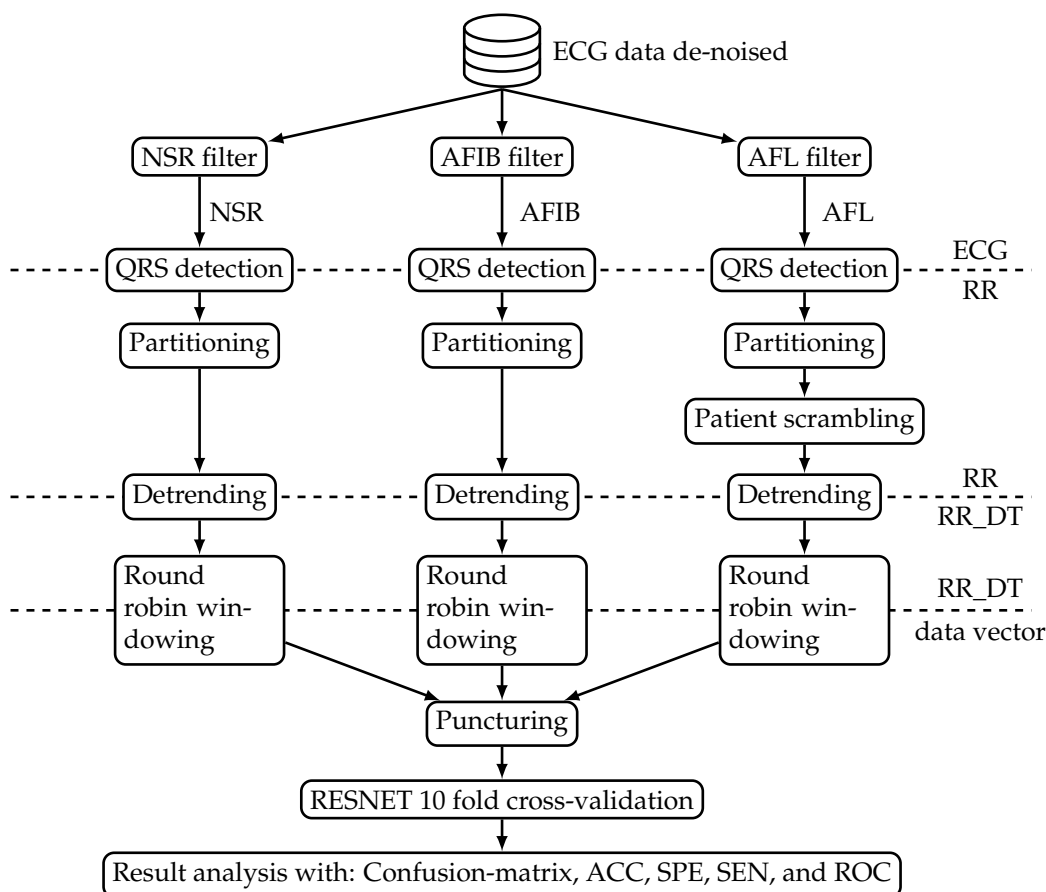 ECG data de-noised
NSR filter
AFIB filter
AFL filter
NSR
AFIB
AFL
ECG
QRS detection
QRS detection
QRS detection
RR
Partitioning
Partitioning
Partitioning
Patient scrambling
RR
Detrending
Detrending
Detrending
RR_DT
Round
robin win-
dowing
Round
robin win-
dowing
Round
robin win-
dowing
RR_DT
data vector
Puncturing
RESNET 10 fold cross-validation
Result analysis with: Confusion-matrix, ACC, SPE, SEN, and ROC